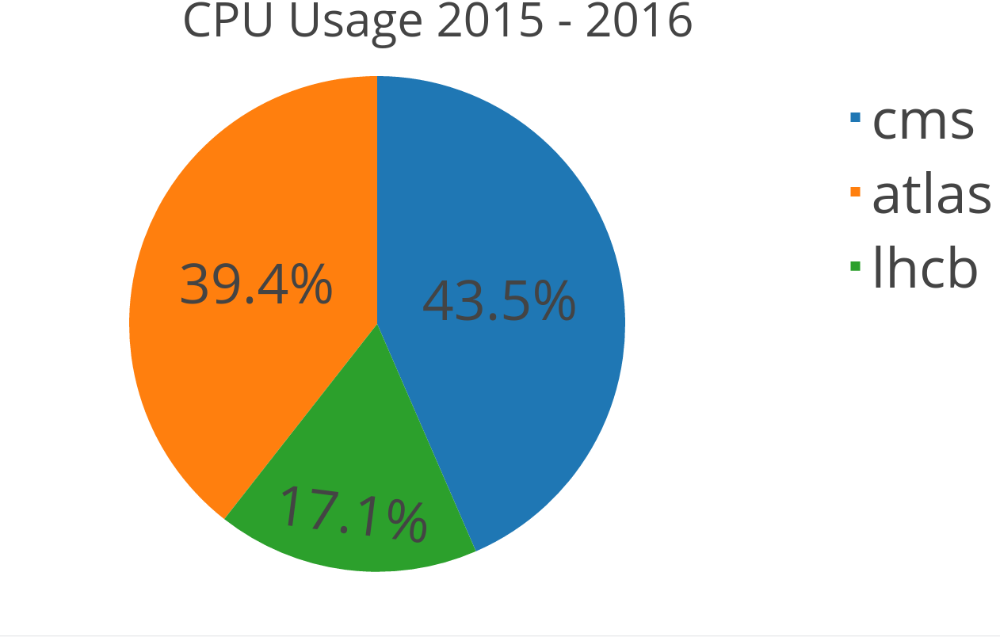 CPU Usage 2015 - 2016
cms
atlas
lhcb
39.4%
43.5%
17.1%